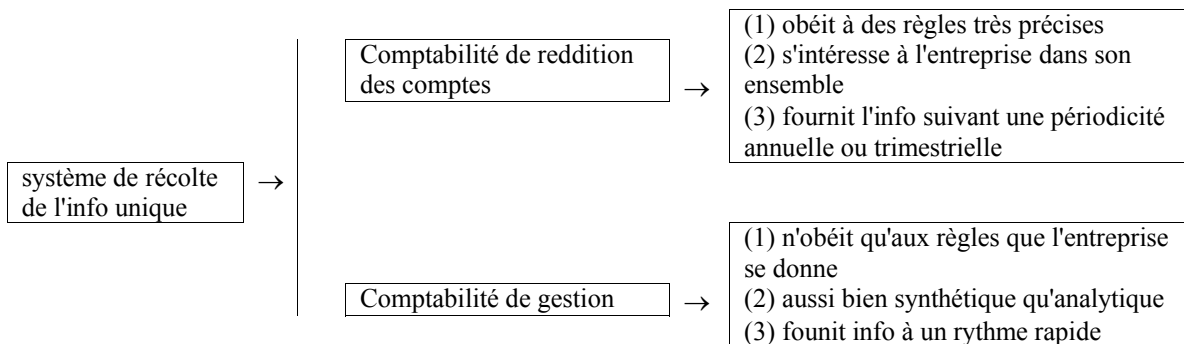 système de récolte
de l'info unique
→
Comptabilité de reddition
des comptes
→
(1) obéit à des règles très précises
(2) s'intéresse à l'entreprise dans son
ensemble
(3) fournit l'info suivant une périodicité
annuelle ou trimestrielle
Comptabilité de gestion
→
(1) n'obéit qu'aux règles que l'entreprise
se donne
(2) aussi bien synthétique qu'analytique
(3) founit info à un rythme rapide